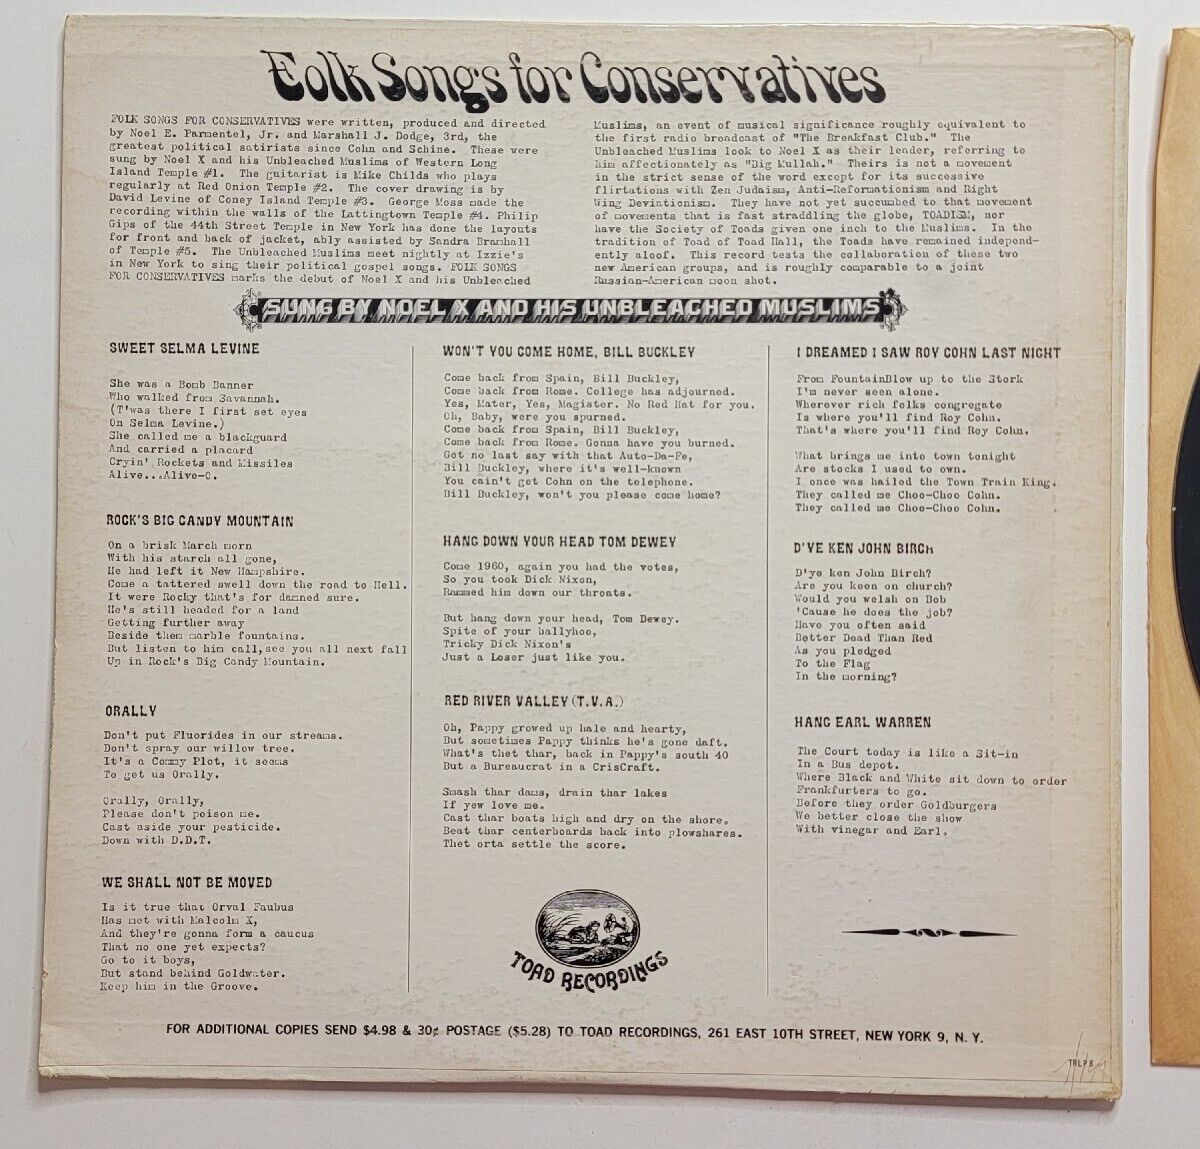 Folk Songs for Conservatives
FOLK SONGS FOR CONSERVATIVES were written, produced and directed
by Noel E. Parmentel, Jr. and Marshall J. Dodge, 3rd, the
greatest political satirists since Cohn and Schine. These were
sung by Noel X and his Unbleached Muslims of Western Long
Island Temple #1. The guitarist is Mike Childs who plays
regularly at Red Onion Temple #2. The cover drawing is by
David Levine of Coney Island Temple #3. George Moss made the
recording within the walls of the Lattingtown Temple #4. Philip
Gips of the 44th Street Temple in New York has done the layouts
for front and back of jacket, ably assisted by Sandra Bramhall
of Temple #5. The Unbleached Muslims meet nightly at Izzie's
in New York to sing their political gospel songs. FOLK SONGS
FOR CONSERVATIVES marks the debut of Noel X and his Unbleached
Muslims, an event of musical significance roughly equivalent to
the first radio broadcast of "The Breakfast Club." The
Unbleached Muslims look to Noel X as their leader, referring to
him affectionately as "Big Mullah." Theirs is not a movement
in the strict sense of the word except for its successive
flirtations with Zen Judaism, Anti-Reformationism and Right
Wing Deviationism. They have not yet succumbed to that movement
of movements that is fast straddling the globe, TOADISM, nor
have the Society of Toads given one inch to the Muslims. In the
tradition of Toad of Toad Hall, the Toads have remained independ-
ently aloof. This record tests the collaboration of these two
new American groups, and is roughly comparable to a joint
Russian-American moon shot.
SUNG BY NOEL X AND HIS UNBLEACHED MUSLIMS
SWEET SELMA LEVINE
She was a Bomb Banner
Who walked from Savannah.
(T'was there I first set eyes
On Selma Levine.)
She called me a blackguard
And carried a placard
Cryin' Rockets and Missiles
Alive...Alive-O.
ROCK'S BIG CANDY MOUNTAIN
On a brisk March morn
With his starch all gone,
He had left it New Hampshire.
Come a tattered swell down the road to Hell.
It were Rocky that's for damned sure.
He's still headed for a land
Getting further away
Beside them marble fountains.
But listen to him call,see you all next fall
Up in Rock's Big Candy Mountain.
ORALLY
Don't put Fluorides in our streams.
Don't spray our willow tree.
It's a Commy Plot, it seems
To get us Orally.
Orally, Orally,
Please don't poison me.
Cast aside your pesticide.
Down with D.D.T.
WE SHALL NOT BE MOVED
Is it true that Orval Faubus
Has met with Malcolm X,
And they're gonna form a caucus
That no one yet expects?
Go to it boys,
But stand behind Goldwater.
Keep him in the Groove.
WON'T YOU COME HOME, BILL BUCKLEY
Come back from Spain, Bill Buckley,
Come back from Rome. College has adjourned.
Yes, Mater, Yes, Magister. No Red Hat for you.
Oh, Baby, were you spurned.
Come back from Spain, Bill Buckley,
Come back from Rome. Gonna have you burned.
Got no last say with that Auto-Da-Fe,
Bill Buckley, where it's well-known
You cain't get Cohn on the telephone.
Bill Buckley, won't you please come home?
HANG DOWN YOUR HEAD TOM DEWEY
Come 1960, again you had the votes,
So you took Dick Nixon,
Rammed him down our throats.
But hang down your head, Tom Dewey.
Spite of your ballyhoo,
Tricky Dick Nixon's
Just a Loser just like you.
RED RIVER VALLEY (T.V.A.)
Oh, Pappy growed up hale and hearty,
But sometimes Pappy thinks he's gone daft.
What's thet thar, back in Pappy's south 40
But a Bureaucrat in a CrisCraft.
Smash thar dams, drain thar lakes
If yew love me.
Cast thar boats high and dry on the shore.
Beat thar centerboards back into plowshares.
Thet orta settle the score.
TOAD RECORDINGS
I DREAMED I SAW ROY COHN LAST NIGHT
From FountainBlow up to the Stork
I'm never seen alone.
Wherever rich folks congregate
Is where you'll find Roy Cohn.
That's where you'll find Roy Cohn.
What brings me into town tonight
Are stocks I used to own.
I once was hailed the Town Train King.
They called me Choo-Choo Cohn.
They called me Choo-Choo Cohn.
D'YE KEN JOHN BIRCH
D'ye ken John Birch?
Are you keen on church?
Would you welsh on Bob
'Cause he does the job?
Have you often said
Better Dead Than Red
As you pledged
To the Flag
In the morning?
HANG EARL WARREN
The Court today is like a Sit-in
In a Bus depot.
Where Black and White sit down to order
Frankfurters to go.
Before they order Goldburgers
We better close the show
With vinegar and Earl.
FOR ADDITIONAL COPIES SEND $4.98 & 30¢ POSTAGE ($5.28) TO TOAD RECORDINGS, 261 EAST 10TH STREET, NEW YORK 9, N. Y.
TRLP 8